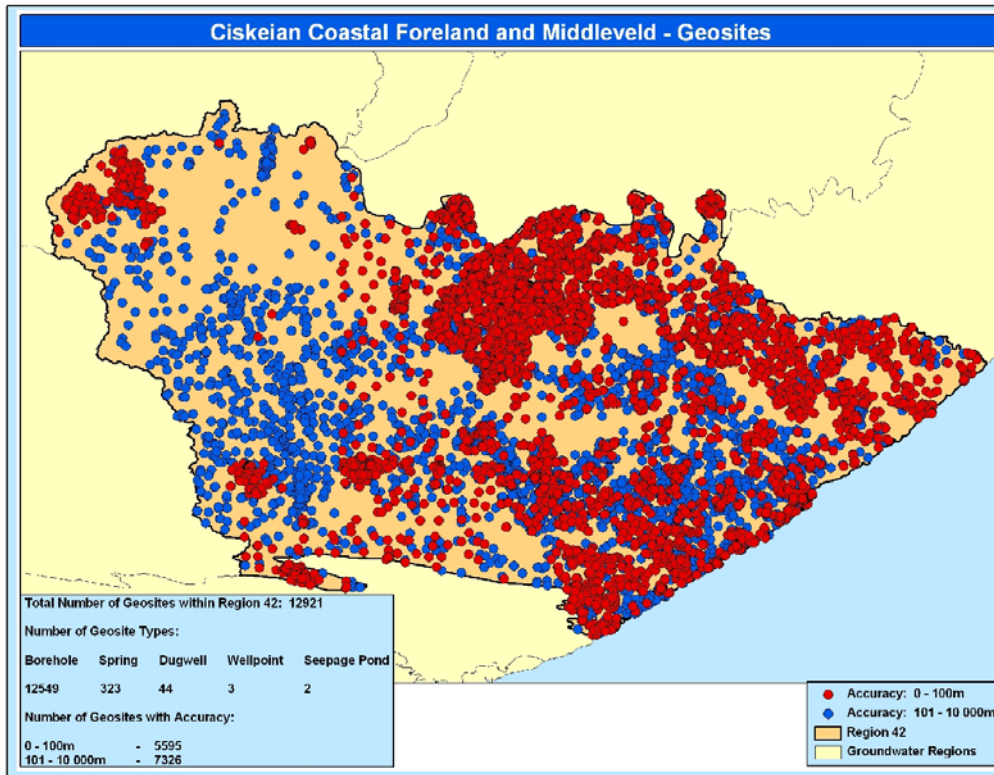 Ciskeian Coastal Foreland and Middleveld - Geosites
Total Number of Geosites within Region 42: 12921
Number of Geosite Types:
Borehole Spring Dugwell Wellpoint Seepage Pond
12549 323 44 3 2
Number of Geosites with Accuracy:
0 - 100m - 5595
101 - 10 000m - 7326
Accuracy: 0 - 100m
Accuracy: 101 - 10 000m
Region 42
Groundwater Regions